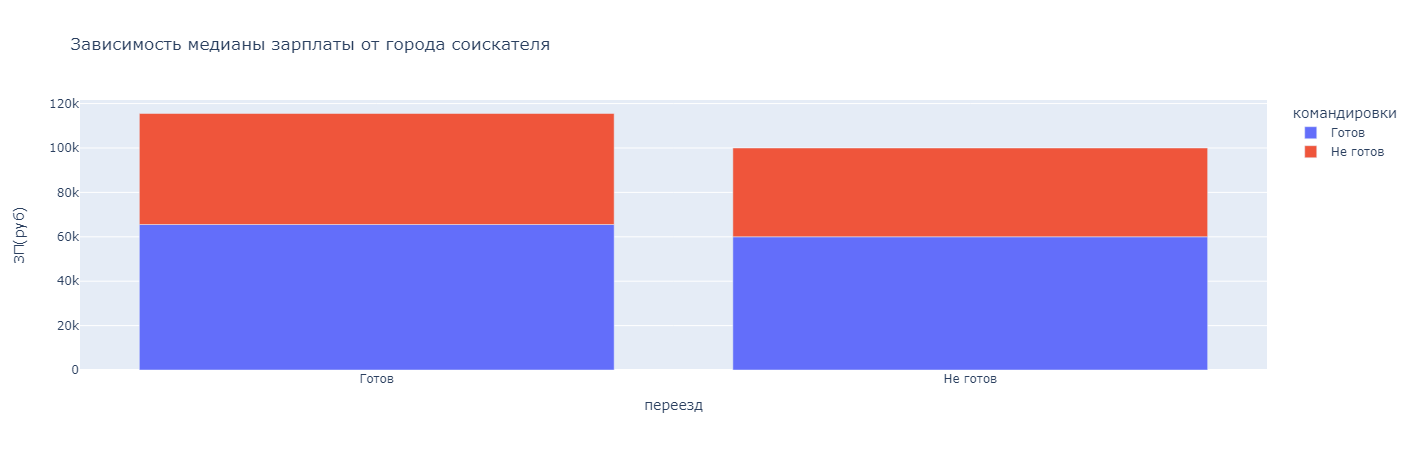 Зависимость медианы зарплаты от города соискателя
120k
100k
80k
60k
40k
20k
0
ЗП(руб)
Готов
Не готов
переезд
командировки
Готов
Не готов